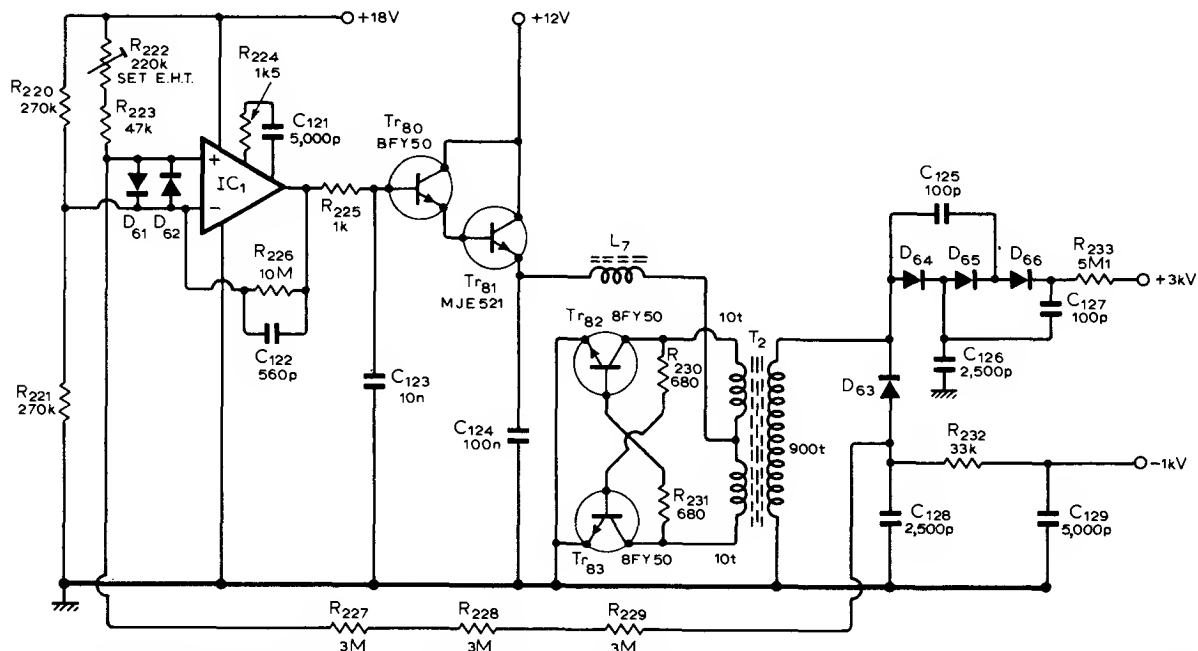 +18V
+12V
R222
220k
SET E.H.T.
R224
1k5
R220
270k
R223
47k
C121
5,000p
Tr80
BFY50
+
IC1
−
D61
D62
R225
1k
R226
10M
C122
560p
Tr81
MJE521
L7
C125
100p
D64
D65
D66
R233
5M1
+3kV
C127
100p
C126
2,500p
Tr82
8FY50
10t
T2
R230
680
R221
270k
C123
10n
C124
100n
900t
D63
R232
33k
−1kV
R231
680
C128
2,500p
C129
5,000p
Tr83
8FY50
10t
R227
3M
R228
3M
R229
3M